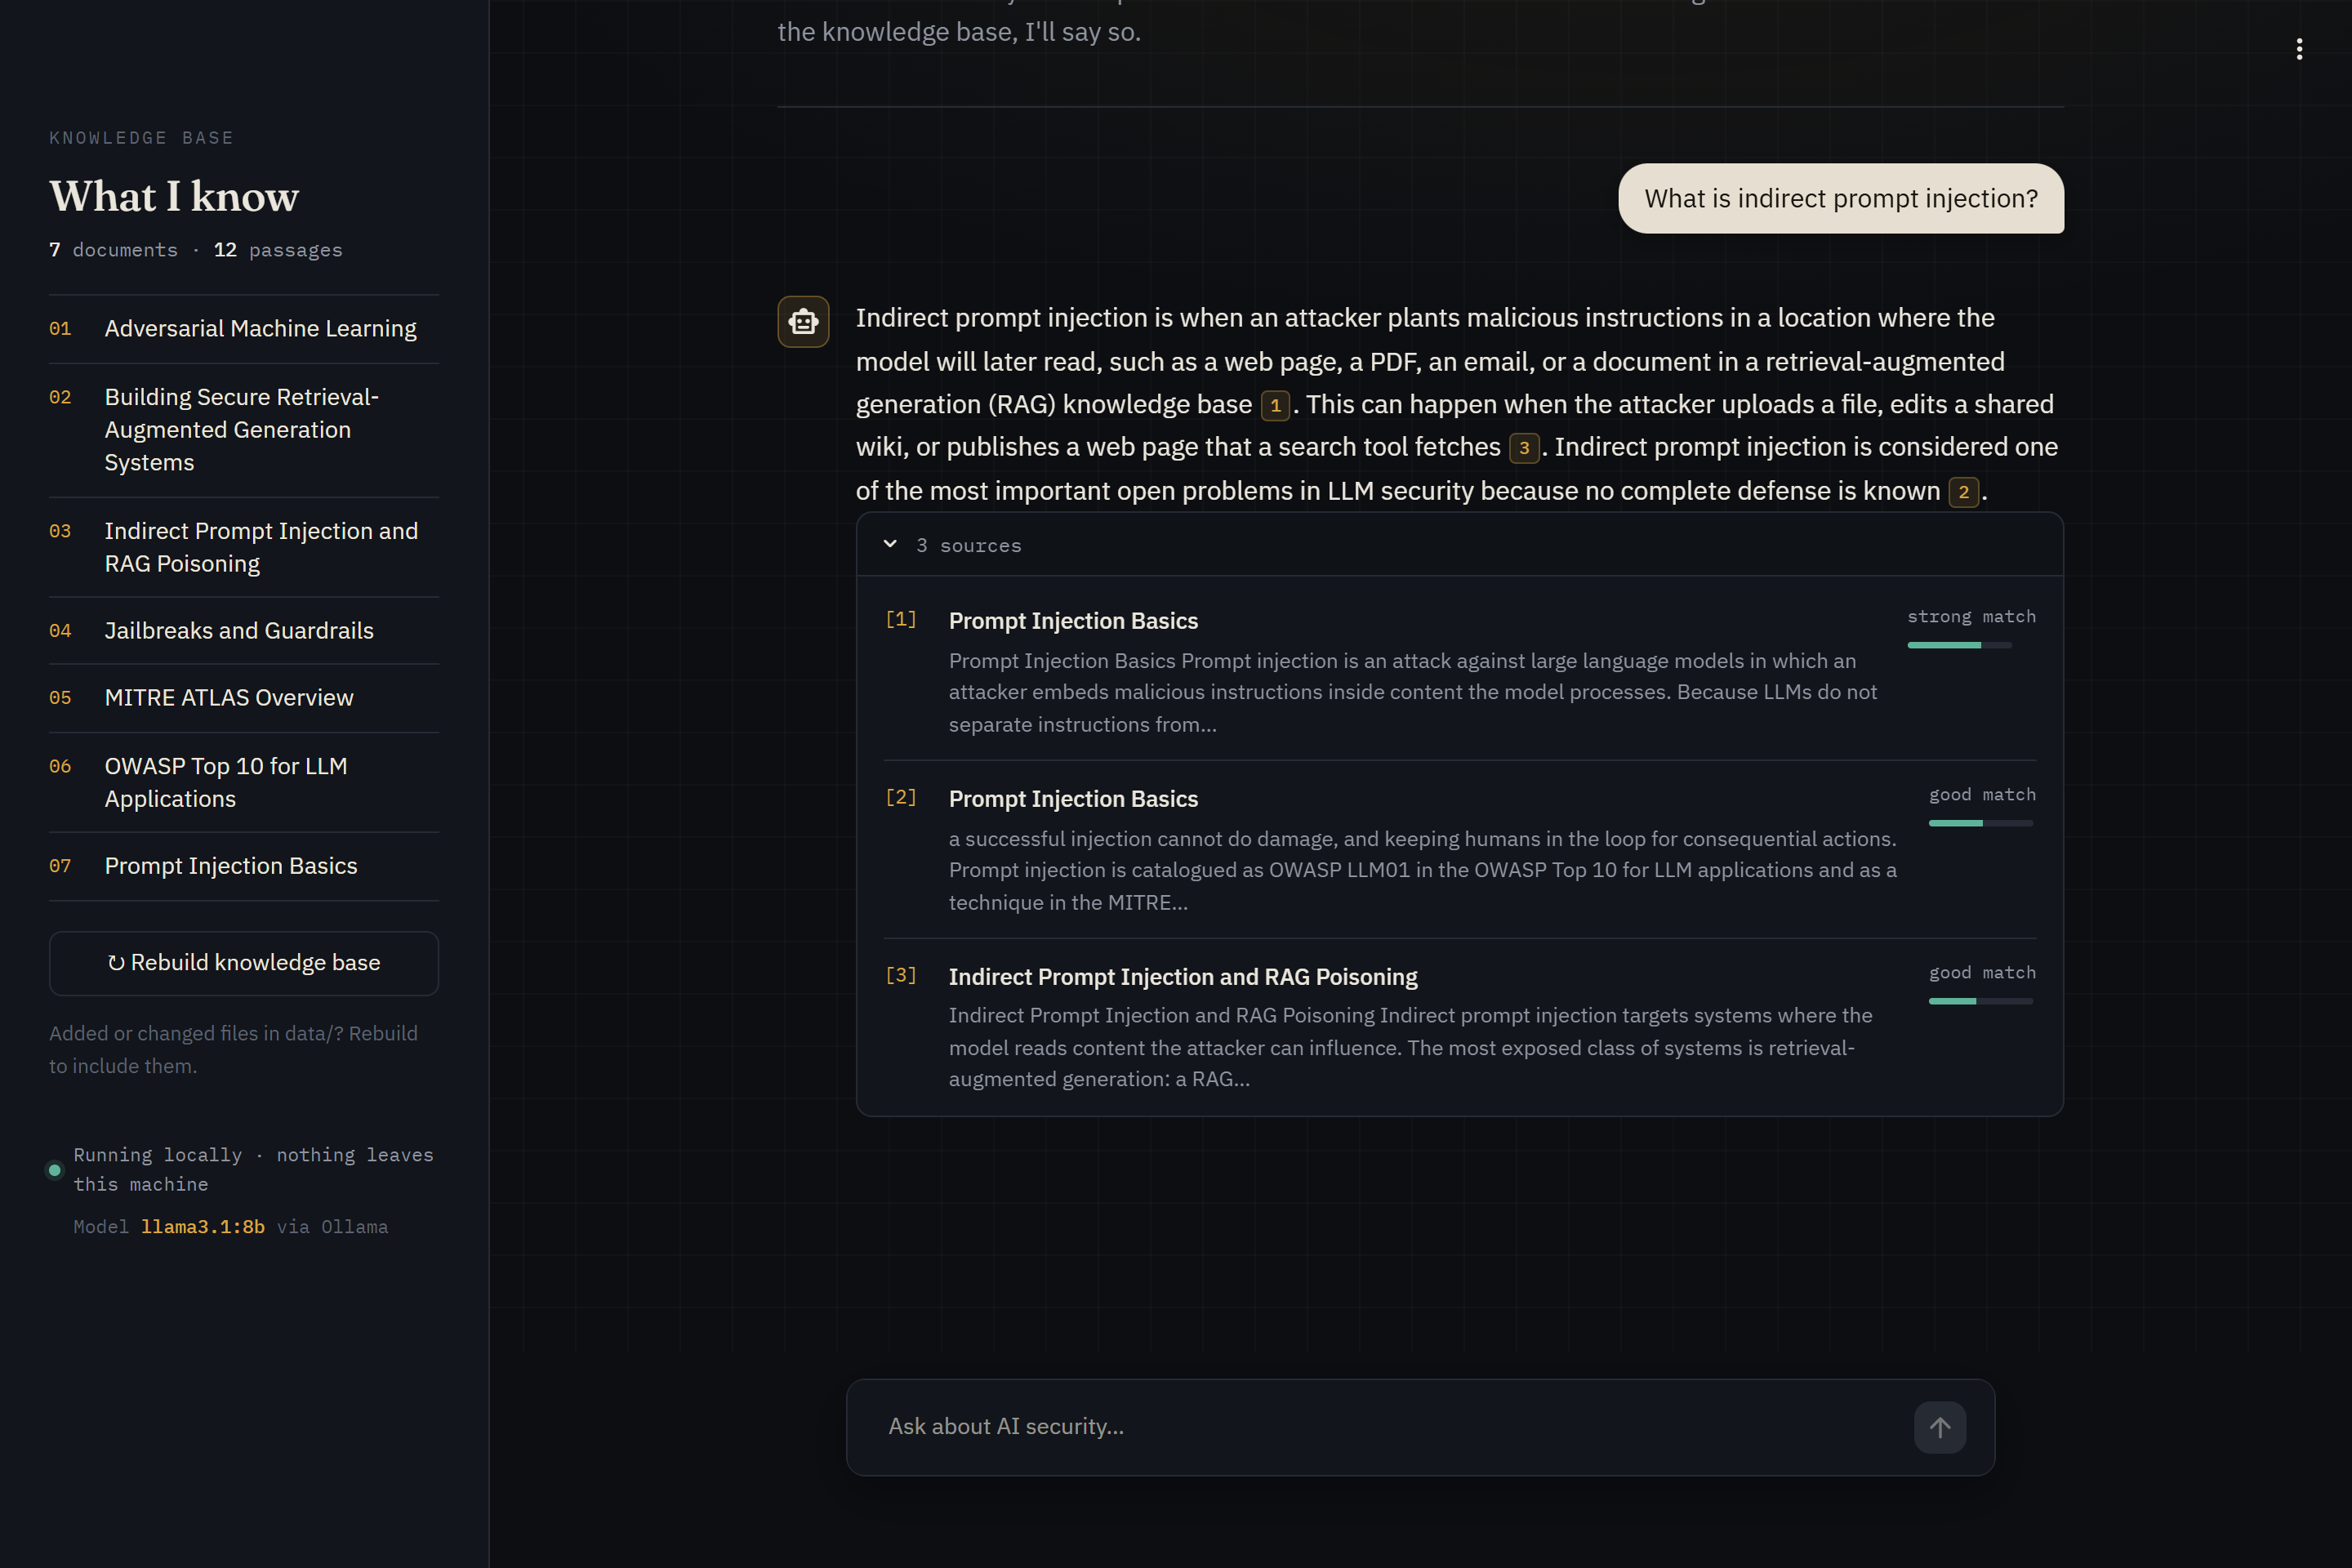 KNOWLEDGE BASE
What I know
7 documents · 12 passages
01 Adversarial Machine Learning
02 Building Secure Retrieval-
Augmented Generation
Systems
03 Indirect Prompt Injection and
RAG Poisoning
04 Jailbreaks and Guardrails
05 MITRE ATLAS Overview
06 OWASP Top 10 for LLM
Applications
07 Prompt Injection Basics
↻ Rebuild knowledge base
Added or changed files in data/? Rebuild
to include them.
Running locally · nothing leaves
this machine
Model llama3.1:8b via Ollama
the knowledge base, I'll say so.
What is indirect prompt injection?
Indirect prompt injection is when an attacker plants malicious instructions in a location where the
model will later read, such as a web page, a PDF, an email, or a document in a retrieval-augmented
generation (RAG) knowledge base 1. This can happen when the attacker uploads a file, edits a shared
wiki, or publishes a web page that a search tool fetches 3. Indirect prompt injection is considered one
of the most important open problems in LLM security because no complete defense is known 2.
3 sources
[1] Prompt Injection Basics
strong match
Prompt Injection Basics Prompt injection is an attack against large language models in which an
attacker embeds malicious instructions inside content the model processes. Because LLMs do not
separate instructions from...
[2] Prompt Injection Basics
good match
a successful injection cannot do damage, and keeping humans in the loop for consequential actions.
Prompt injection is catalogued as OWASP LLM01 in the OWASP Top 10 for LLM applications and as a
technique in the MITRE...
[3] Indirect Prompt Injection and RAG Poisoning
good match
Indirect Prompt Injection and RAG Poisoning Indirect prompt injection targets systems where the
model reads content the attacker can influence. The most exposed class of systems is retrieval-
augmented generation: a RAG...
Ask about AI security...